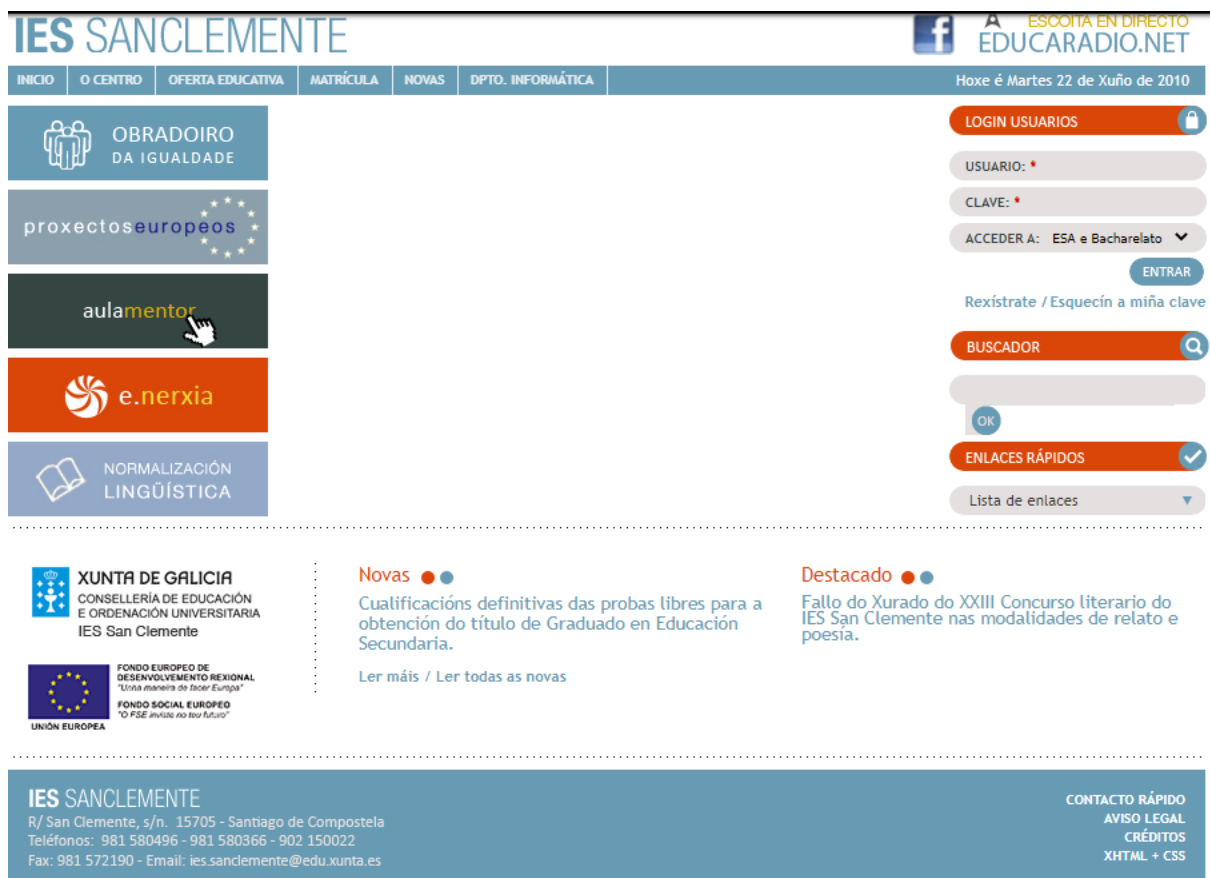 IES SANCLEMENTE
ESCOITA EN DIRECTO
EDUCARADIO.NET
INICIO
O CENTRO
OFERTA EDUCATIVA
MATRÍCULA
NOVAS
DPTO. INFORMÁTICA
Hoxe é Martes 22 de Xuño de 2010
OBRADOIRO
DA IGUALDADE
proxectoseuropeos
aulamentor
e.nerxia
NORMALIZACIÓN
LINGÜÍSTICA
LOGIN USUARIOS
USUARIO: *
CLAVE: *
ACCEDER A: ESA e Bacharelato
ENTRAR
Rexístrate / Esquecín a miña clave
BUSCADOR
OK
ENLACES RÁPIDOS
Lista de enlaces
XUNTA DE GALICIA
CONSELLERÍA DE EDUCACIÓN
E ORDENACIÓN UNIVERSITARIA
IES San Clemente
UNIÓN EUROPEA
FONDO EUROPEO DE
DESENVOLVEMENTO REXIONAL
"Unha maneira de facer Europa"
FONDO SOCIAL EUROPEO
"O FSE inviste no teu futuro"
Novas
Cualificacións definitivas das probas libres para a
obtención do título de Graduado en Educación
Secundaria.
Ler máis / Ler todas as novas
Destacado
Fallo do Xurado do XXIII Concurso literario do
IES San Clemente nas modalidades de relato e
poesía.
IES SANCLEMENTE
R/ San Clemente, s/n. 15705 - Santiago de Compostela
Teléfonos: 981 580496 - 981 580366 - 902 150022
Fax: 981 572190 - Email: ies.sanclemente@edu.xunta.es
CONTACTO RÁPIDO
AVISO LEGAL
CRÉDITOS
XHTML + CSS